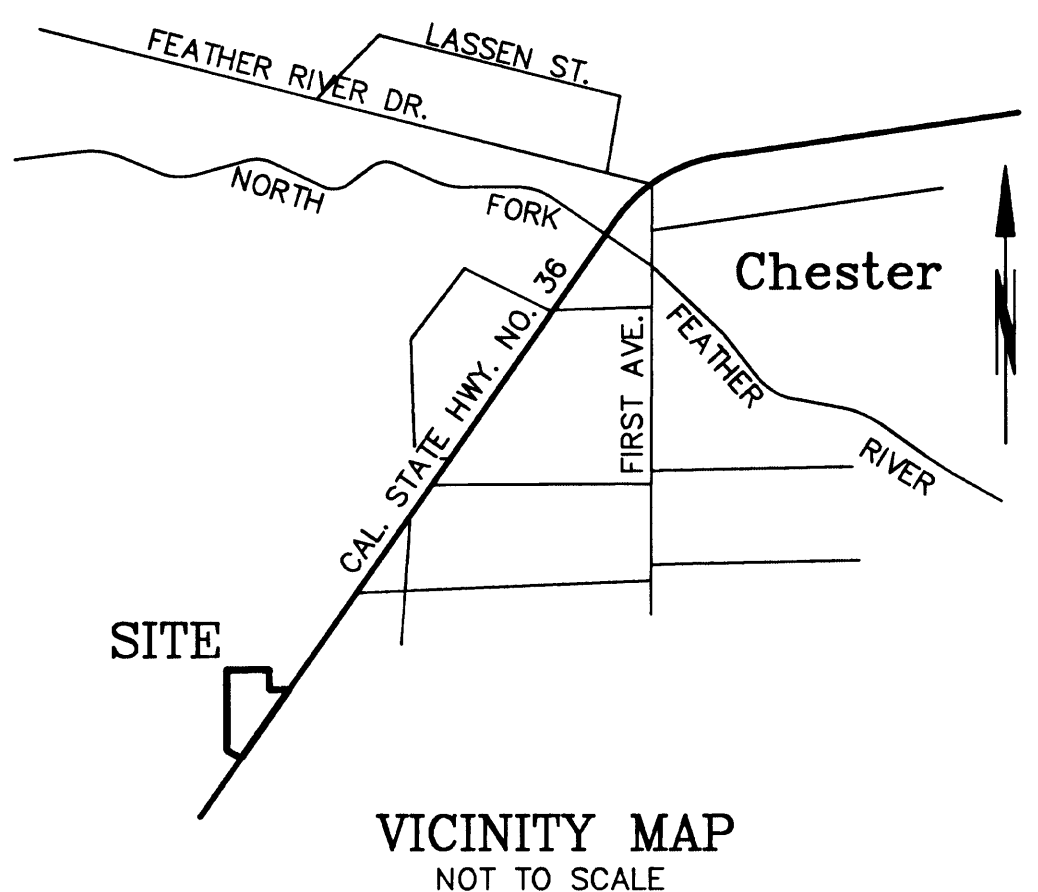 LASSEN ST.
FEATHER RIVER DR.
NORTH
FORK
FEATHER
RIVER
Chester
N
CAL. STATE HWY. NO. 36
FIRST AVE.
SITE
VICINITY MAP
NOT TO SCALE